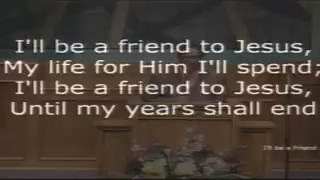 I'll be a friend to Jesus,
My life for Him I'll spend;
I'll be a friend to Jesus,
Until my years shall end
I'll be a Friend